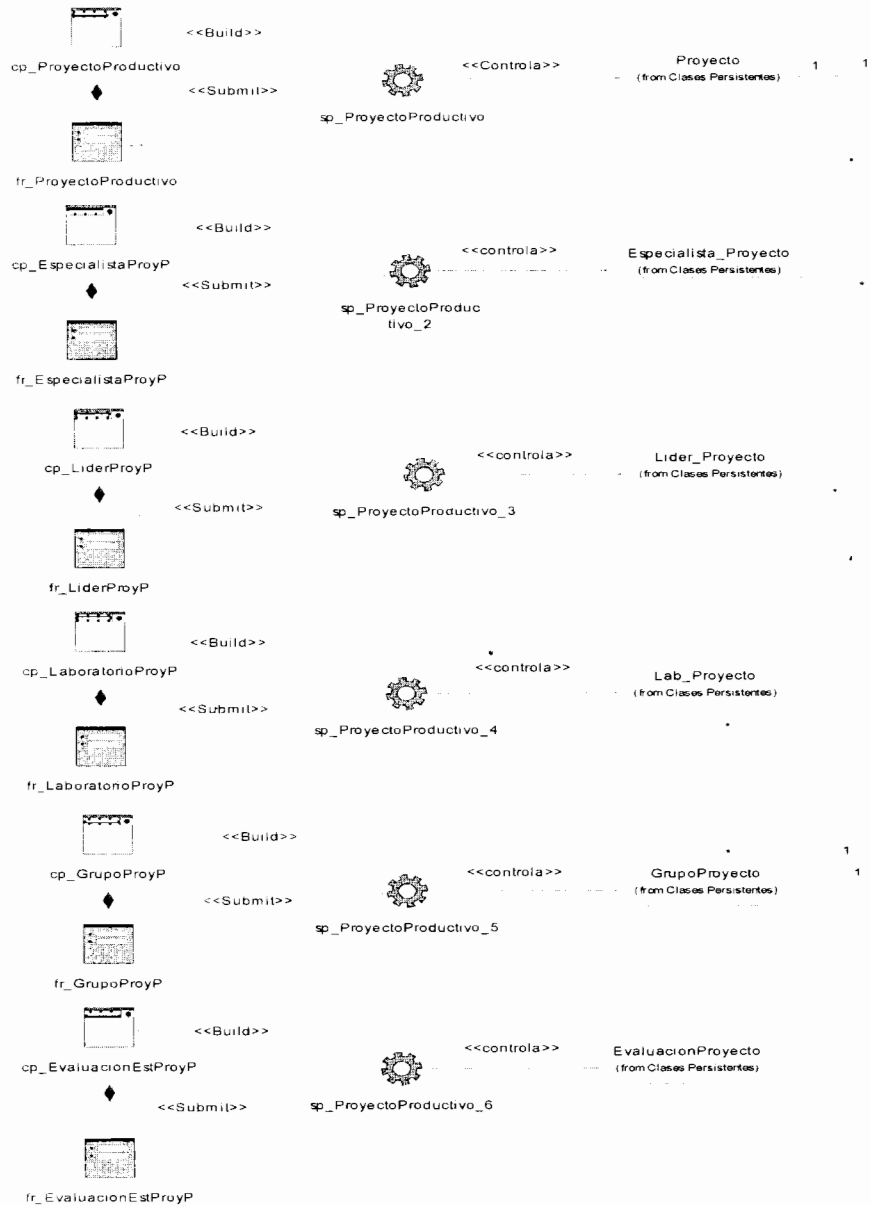 <<Build>>
cp_ProyectoProductivo
<<Submit>>
fr_ProyectoProductivo
sp_ProyectoProductivo
<<Controla>>
Proyecto
(from Clases Persistentes)
1
1
<<Build>>
cp_EspecialistaProyP
<<Submit>>
fr_EspecialistaProyP
sp_ProyectoProduc
tivo_2
<<controla>>
Especialista_Proyecto
(from Clases Persistentes)
<<Build>>
cp_LiderProyP
<<Submit>>
fr_LiderProyP
sp_ProyectoProductivo_3
<<controla>>
Lider_Proyecto
(from Clases Persistentes)
<<Build>>
cp_LaboratorioProyP
<<Submit>>
fr_LaboratorioProyP
sp_ProyectoProductivo_4
<<controla>>
Lab_Proyecto
(from Clases Persistentes)
<<Build>>
cp_GrupoProyP
<<Submit>>
fr_GrupoProyP
sp_ProyectoProductivo_5
<<controla>>
GrupoProyecto
(from Clases Persistentes)
1
1
<<Build>>
cp_EvaluacionEstProyP
<<Submit>>
fr_EvaluacionEstProyP
sp_ProyectoProductivo_6
<<controla>>
EvaluacionProyecto
(from Clases Persistentes)